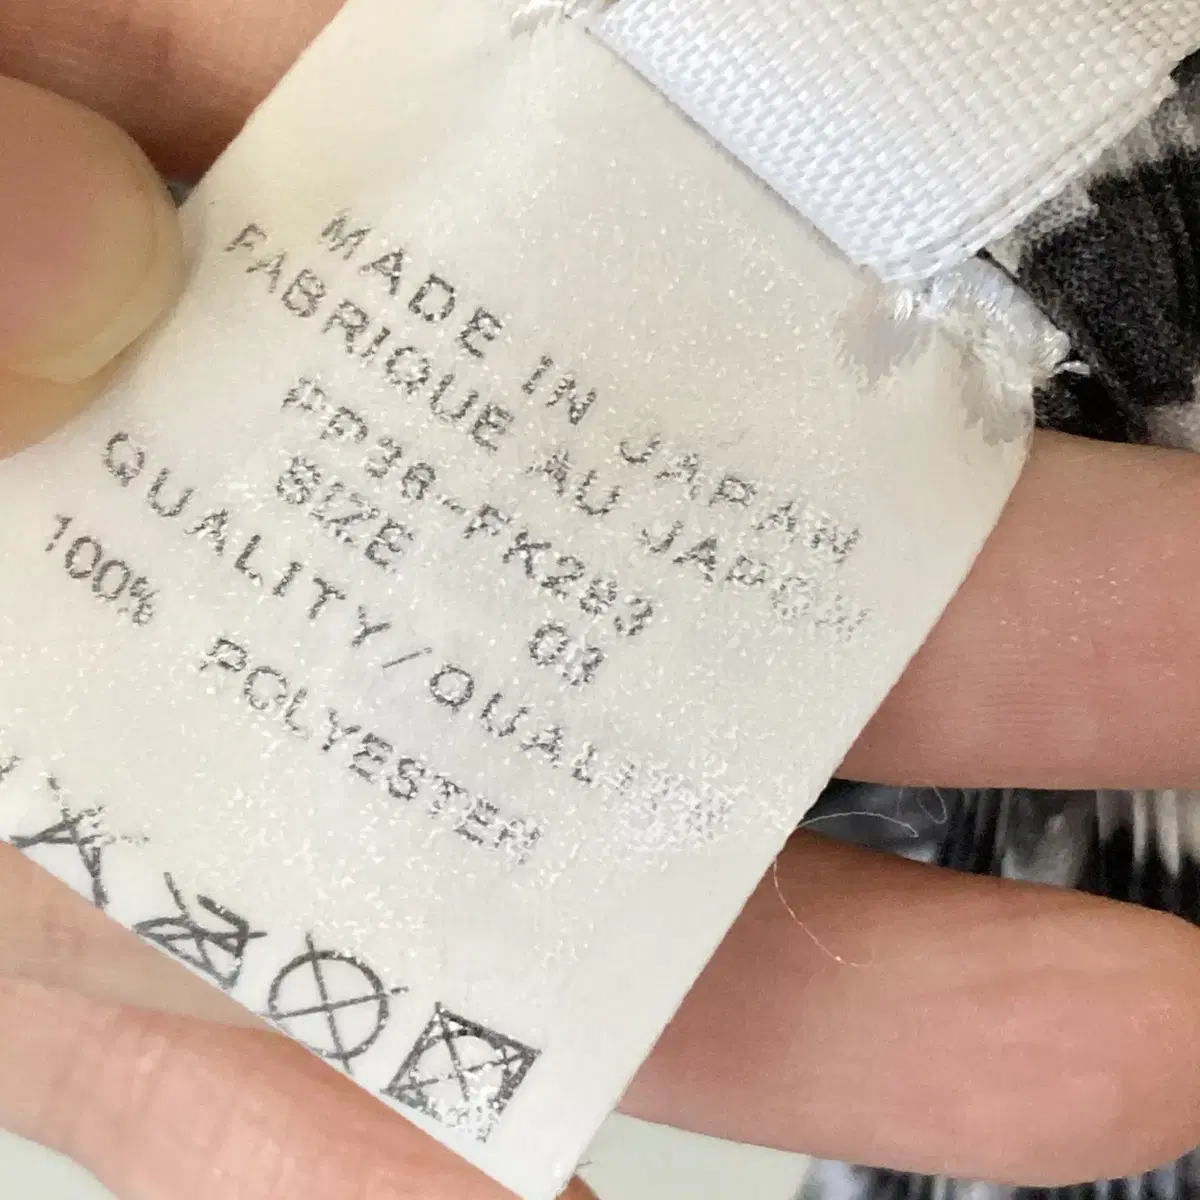 MADE IN JAPAN
FABRIQUE AU JAPON
PP36-FK283
SIZE 03
QUALITY/QUALITE
100% POLYESTER